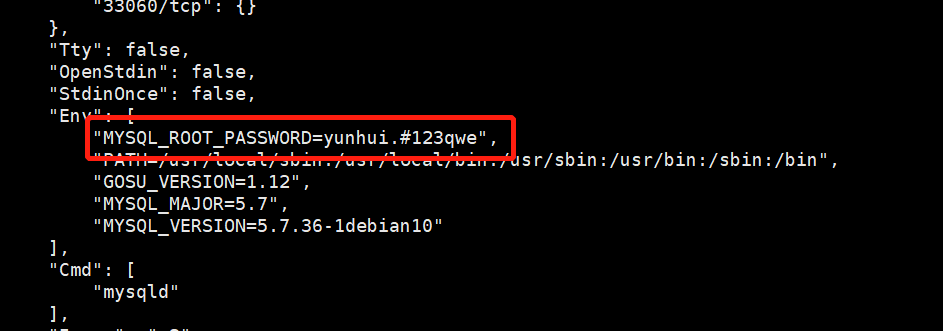 "33060/tcp": {}
},
"Tty": false,
"OpenStdin": false,
"StdinOnce": false,
"Env": [
"MYSQL_ROOT_PASSWORD=yunhui.#123qwe",
"PATH=/usr/local/sbin:/usr/local/bin:/usr/sbin:/usr/bin:/sbin:/bin",
"GOSU_VERSION=1.12",
"MYSQL_MAJOR=5.7",
"MYSQL_VERSION=5.7.36-1debian10"
],
"Cmd": [
"mysqld"
],